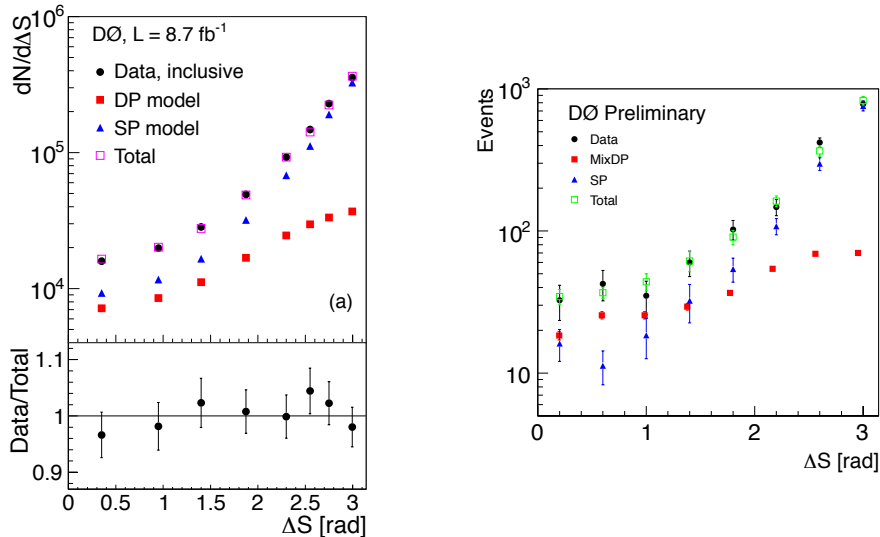 dN/dΔS
10⁶
10⁵
10⁴
DØ, L = 8.7 fb⁻¹
Data, inclusive
DP model
SP model
Total
(a)
Data/Total
1.1
1
0.9
0 0.5 1 1.5 2 2.5 3
ΔS [rad]
Events
10³
10²
10
DØ Preliminary
Data
MixDP
SP
Total
0 1 2 3
ΔS [rad]